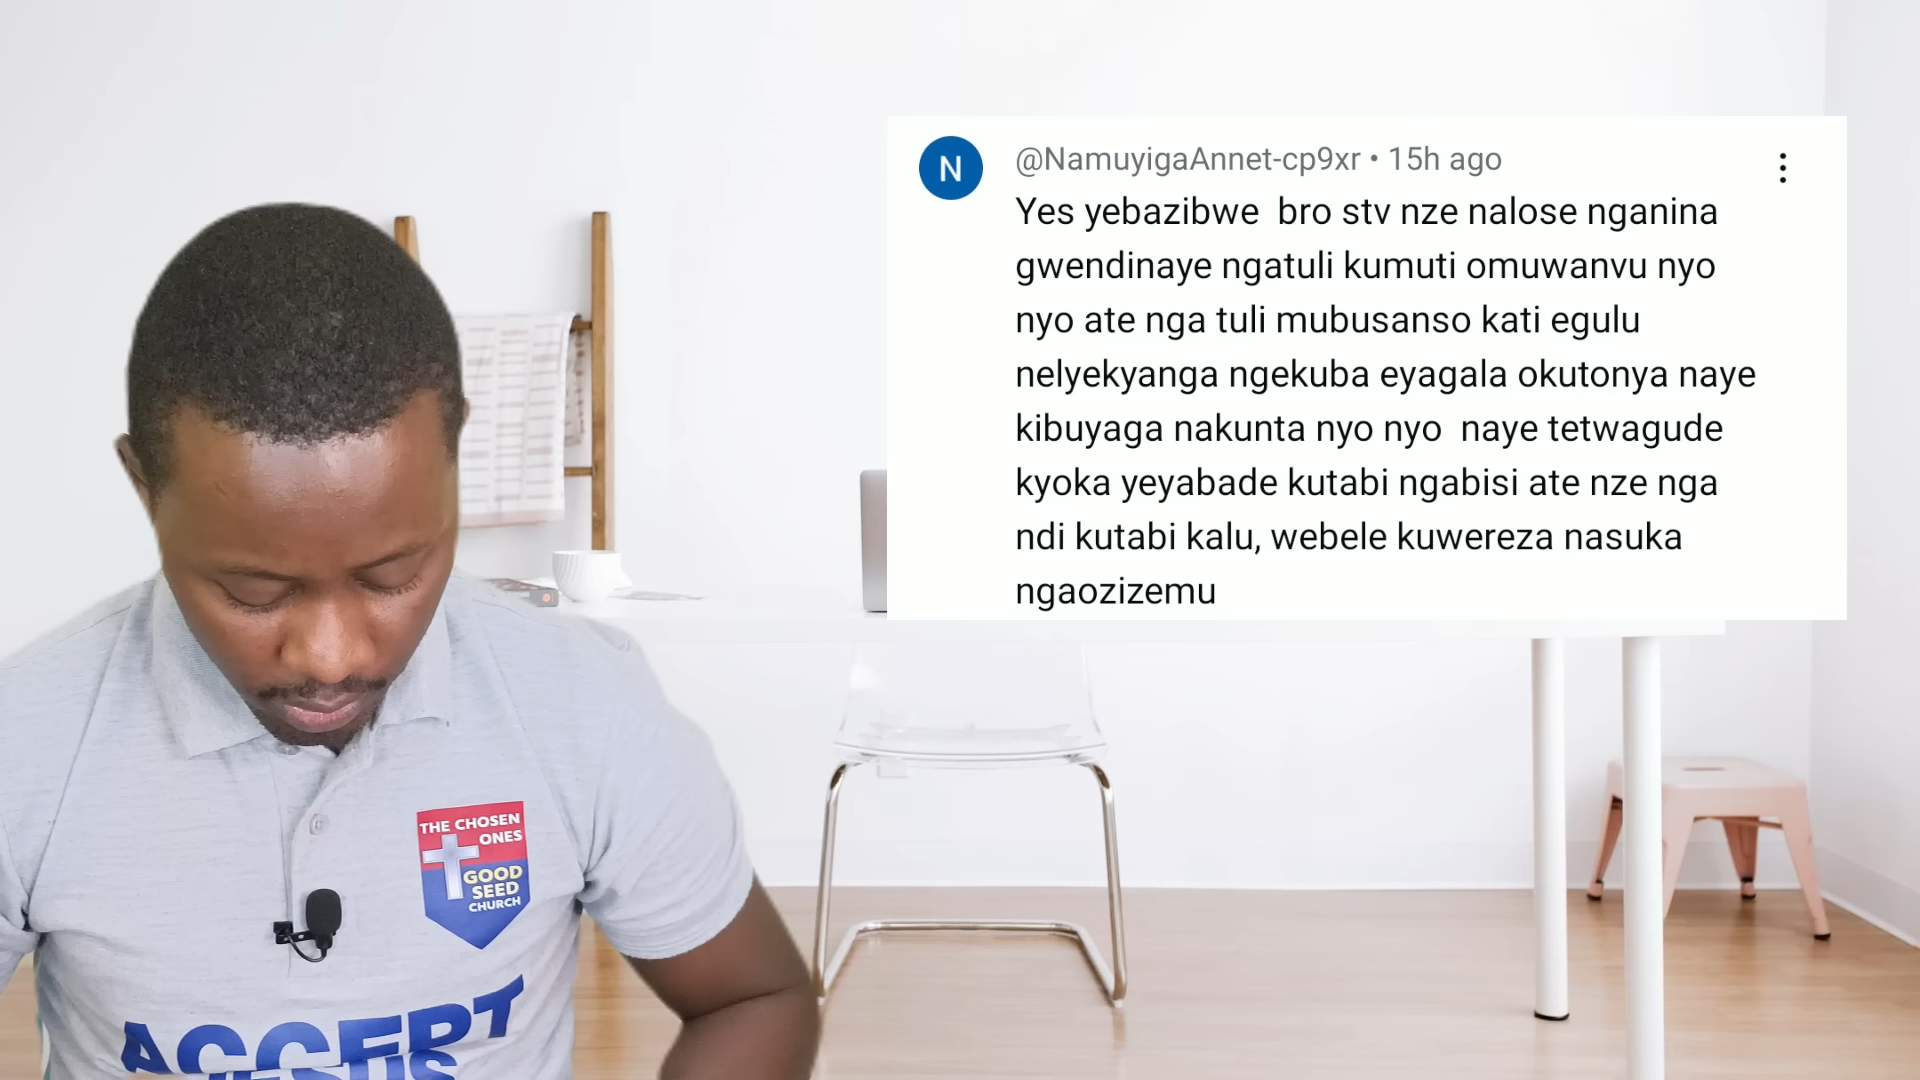 @NamuyigaAnnet-cp9xr • 15h ago
N
Yes yebazibwe  bro stv nze nalose nganina
gwendinaye ngatuli kumuti omuwanvu nyo
nyo ate nga tuli mubusanso kati egulu
nelyekyanga ngekuba eyagala okutonya naye
kibuyaga nakunta nyo nyo  naye tetwagude
kyoka yeyabade kutabi ngabisi ate nze nga
ndi kutabi kalu, webele kuwereza nasuka
ngaozizemu
THE CHOSEN
ONES
GOOD
SEED
CHURCH
ACCEPT
JESUS